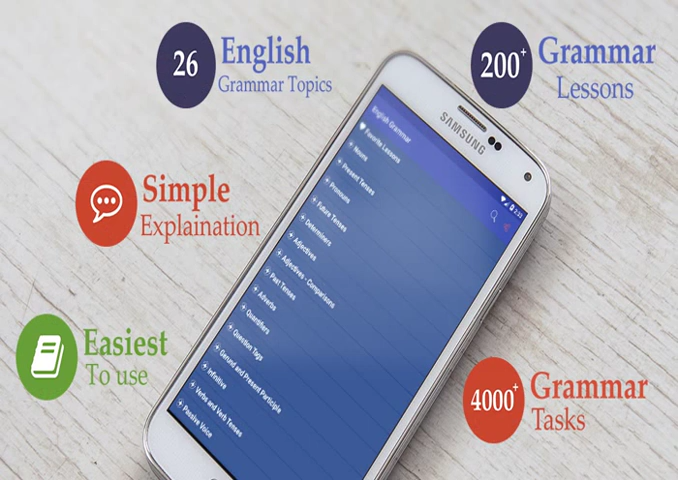 26
English
Grammar Topics
200+
Grammar
Lessons
Simple
Explaination
Easiest
To use
4000+
Grammar
Tasks
SAMSUNG
2:33
English Grammar
Favorite Lessons
+ Nouns
+ Present Tenses
+ Pronouns
+ Future Tenses
+ Determiners
+ Adjectives
+ Adjectives - Comparisons
+ Past Tenses
+ Adverbs
+ Quantifiers
+ Question Tags
+ Gerund and Present Participle
+ Infinitive
+ Verbs and Verb Tenses
+ Passive Voice